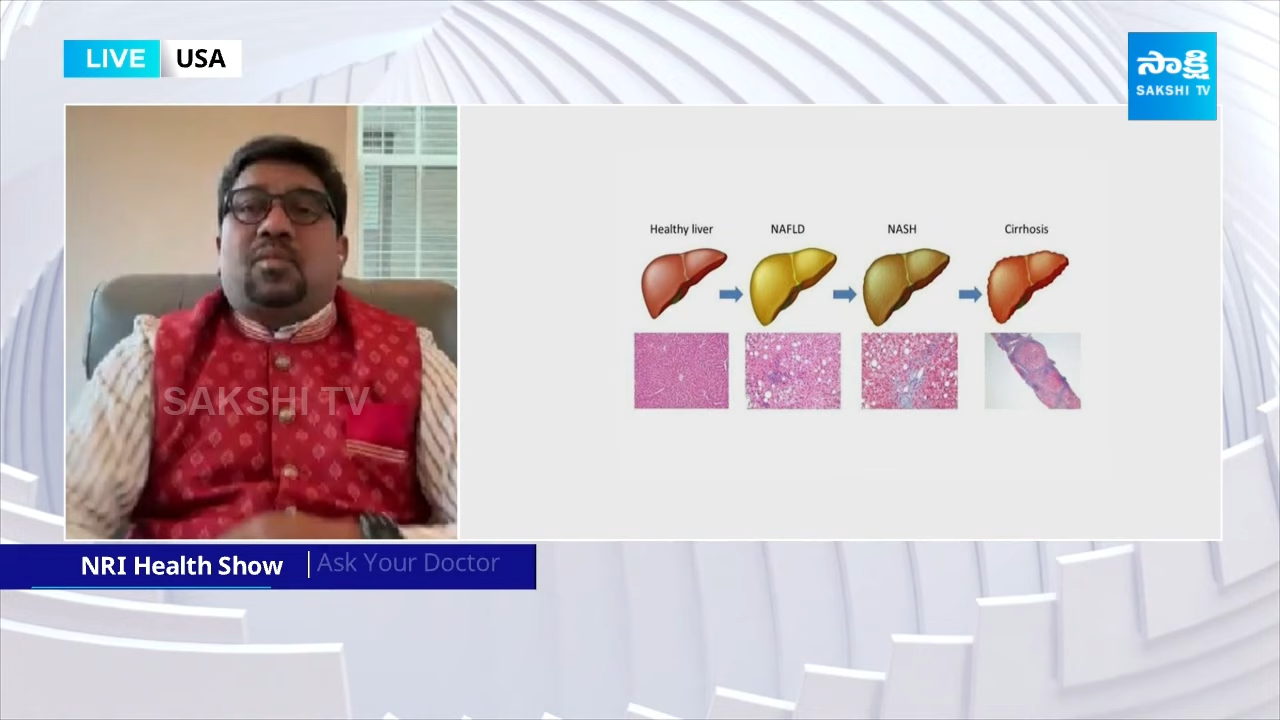 LIVE USA
సాక్షి
SAKSHI TV
Healthy liver NAFLD NASH Cirrhosis
SAKSHI TV
NRI Health Show Ask Your Doctor